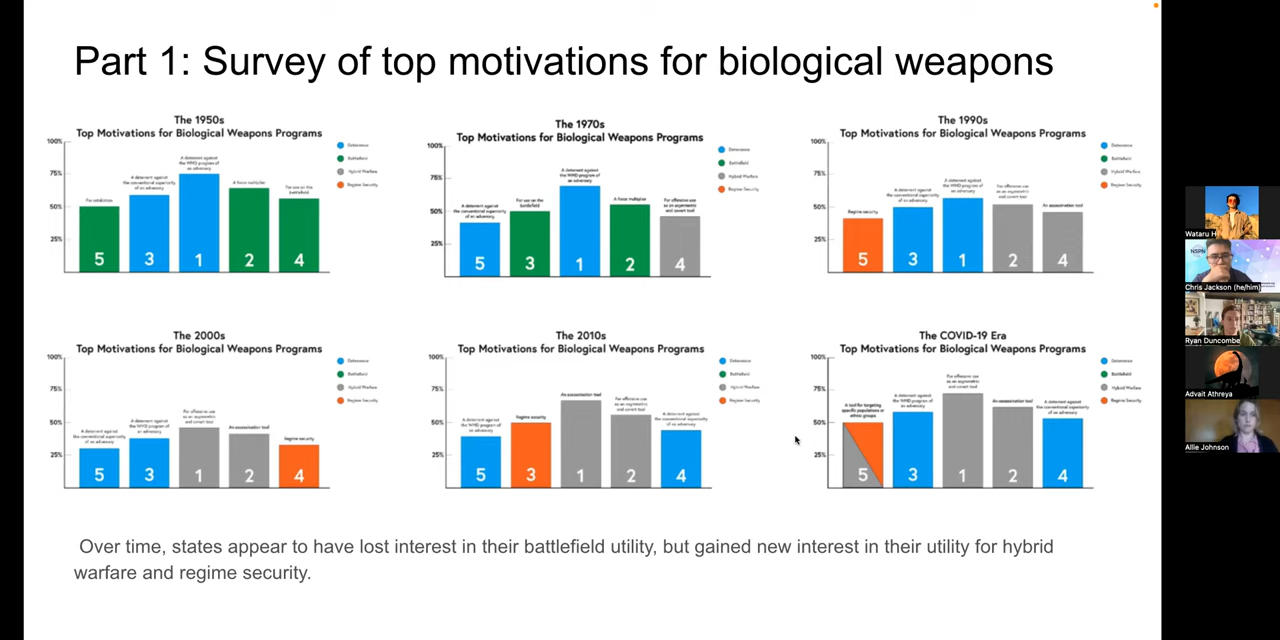 Part 1: Survey of top motivations for biological weapons
The 1950s
Top Motivations for Biological Weapons Programs
100%
75%
50%
25%
A deterrent against
the conventional superiority
of an adversary
A deterrent against
the WMD program of
an adversary
A force multiplier
For use on the
battlefield
5
3
1
2
4
Deterrence
Battlefield
Hybrid Warfare
Regime Security
The 1970s
Top Motivations for Biological Weapons Programs
100%
75%
50%
25%
A deterrent against
the conventional superiority
of an adversary
For use on the
battlefield
A deterrent against
the WMD program of
an adversary
A force multiplier
For offensive use
as an asymmetric
and covert tool
5
3
1
2
4
Deterrence
Battlefield
Hybrid Warfare
Regime Security
The 1990s
Top Motivations for Biological Weapons Programs
100%
75%
50%
25%
Regime security
A deterrent against
the conventional superiority
of an adversary
A deterrent against
the WMD program of
an adversary
For offensive use
as an asymmetric
and covert tool
An assassination tool
5
3
1
2
4
Deterrence
Battlefield
Hybrid Warfare
Regime Security
The 2000s
Top Motivations for Biological Weapons Programs
100%
75%
50%
25%
A deterrent against
the conventional superiority
of an adversary
A deterrent against
the WMD program of
an adversary
For offensive use
as an asymmetric
and covert tool
An assassination tool
Regime security
5
3
1
2
4
Deterrence
Battlefield
Hybrid Warfare
Regime Security
The 2010s
Top Motivations for Biological Weapons Programs
100%
75%
50%
25%
A deterrent against
the WMD program of
an adversary
Regime security
An assassination tool
For offensive use
as an asymmetric
and covert tool
A deterrent against
the conventional superiority
of an adversary
5
3
1
2
4
Deterrence
Battlefield
Hybrid Warfare
Regime Security
The COVID-19 Era
Top Motivations for Biological Weapons Programs
100%
75%
50%
25%
A tool for targeting
specific populations or
ethnic groups
A deterrent against
the WMD program of
an adversary
For offensive use
as an asymmetric
and covert tool
An assassination tool
A deterrent against
the conventional superiority
of an adversary
5
3
1
2
4
Deterrence
Battlefield
Hybrid Warfare
Regime Security
Over time, states appear to have lost interest in their battlefield utility, but gained new interest in their utility for hybrid
warfare and regime security.
Wataru H
NSPN
Chris Jackson (he/him)
Ryan Duncombe
Advait Athreya
Allie Johnson